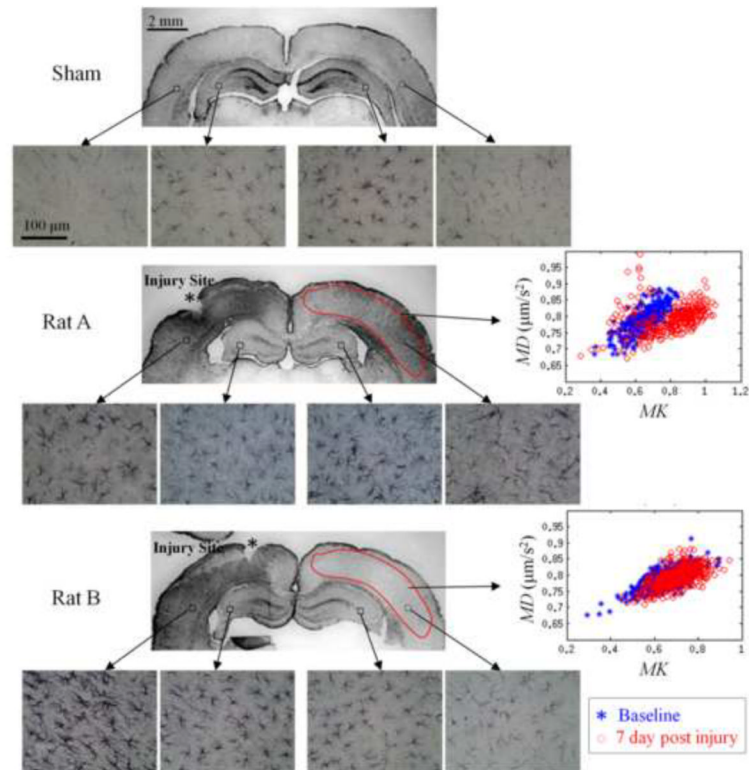 2 mm
Sham
100 μm
Injury Site
*
Rat A
0.95
0.9
0.85
0.8
0.75
0.7
0.65
MD (μm/s²)
0.2 0.4 0.6 0.8 1 1.2
MK
Injury Site
*
Rat B
0.95
0.9
0.85
0.8
0.75
0.7
0.65
MD (μm/s²)
0.2 0.4 0.6 0.8 1
MK
* Baseline
○ 7 day post injury